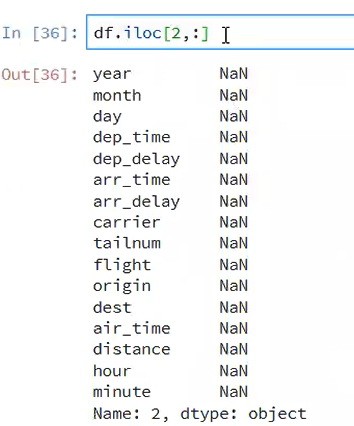 In [36]: df.iloc[2,:]
Out[36]: year NaN
month NaN
day NaN
dep_time NaN
dep_delay NaN
arr_time NaN
arr_delay NaN
carrier NaN
tailnum NaN
flight NaN
origin NaN
dest NaN
air_time NaN
distance NaN
hour NaN
minute NaN
Name: 2, dtype: object